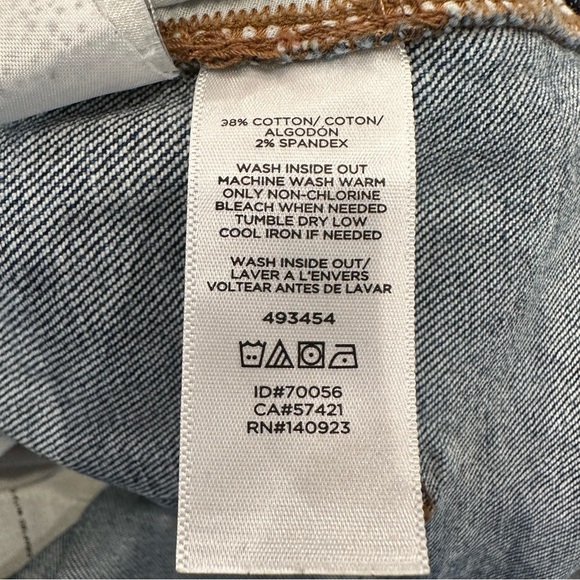 98% COTTON/ COTON/
ALGODÓN
2% SPANDEX
WASH INSIDE OUT
MACHINE WASH WARM
ONLY NON-CHLORINE
BLEACH WHEN NEEDED
TUMBLE DRY LOW
COOL IRON IF NEEDED
WASH INSIDE OUT/
LAVER A L'ENVERS
VOLTEAR ANTES DE LAVAR
493454
ID#70056
CA#57421
RN#140923